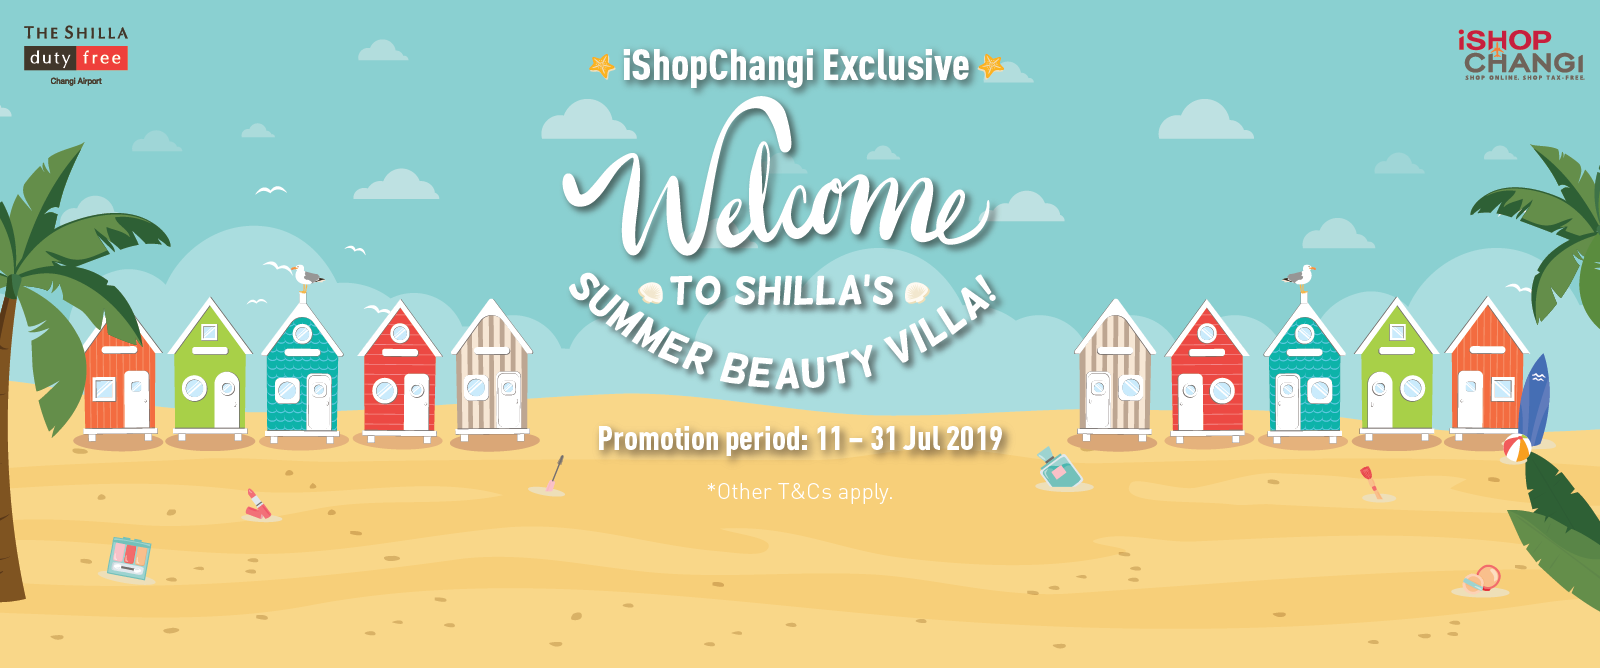 THE SHILLA
duty free
Changi Airport
iShopChangi Exclusive
iSHOP
CHANGI
SHOP ONLINE. SHOP TAX-FREE.
Welcome
TO SHILLA'S
SUMMER BEAUTY VILLA!
Promotion period: 11 – 31 Jul 2019
*Other T&Cs apply.